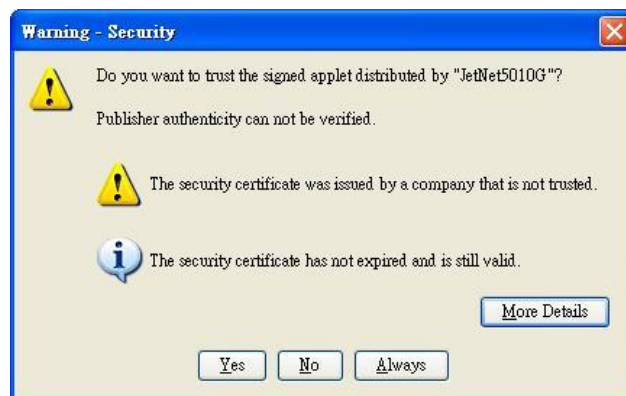 Warning - Security
Do you want to trust the signed applet distributed by "JetNet5010G"?
Publisher authenticity can not be verified.
The security certificate was issued by a company that is not trusted.
The security certificate has not expired and is still valid.
More Details
Yes No Always